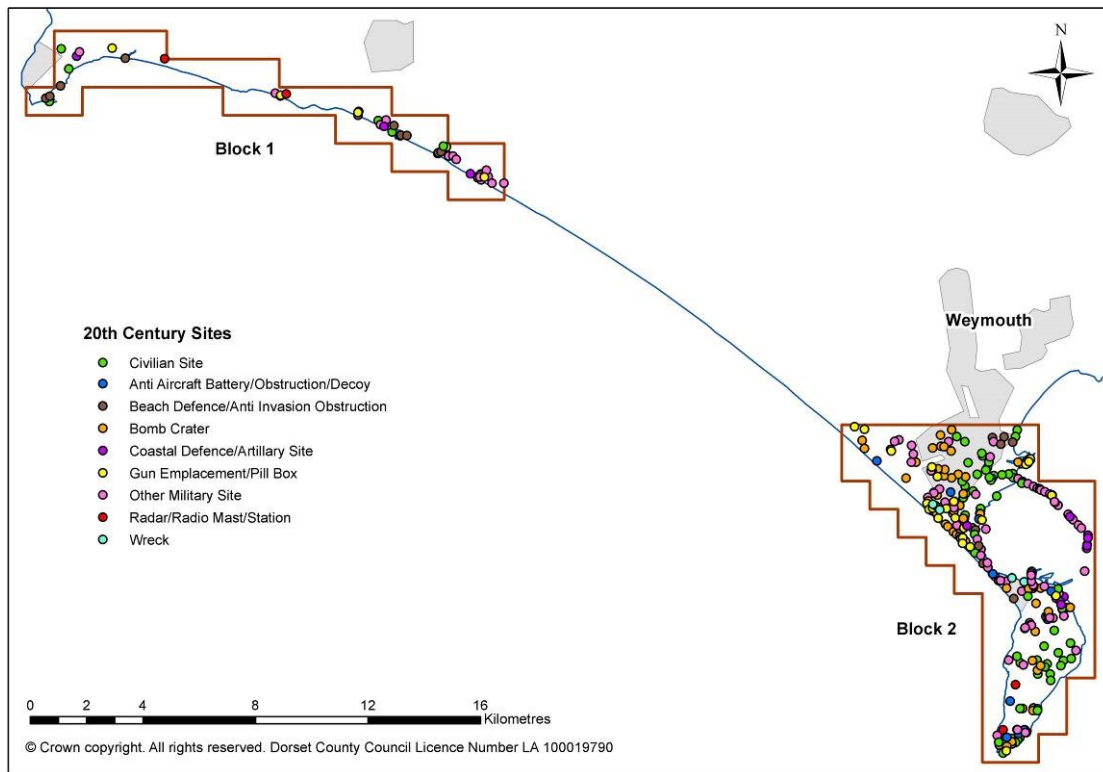 N
Block 1
Weymouth
20th Century Sites
Civilian Site
Anti Aircraft Battery/Obstruction/Decoy
Beach Defence/Anti Invasion Obstruction
Bomb Crater
Coastal Defence/Artillary Site
Gun Emplacement/Pill Box
Other Military Site
Radar/Radio Mast/Station
Wreck
Block 2
0 2 4 8 12 16
Kilometres
© Crown copyright. All rights reserved. Dorset County Council Licence Number LA 100019790